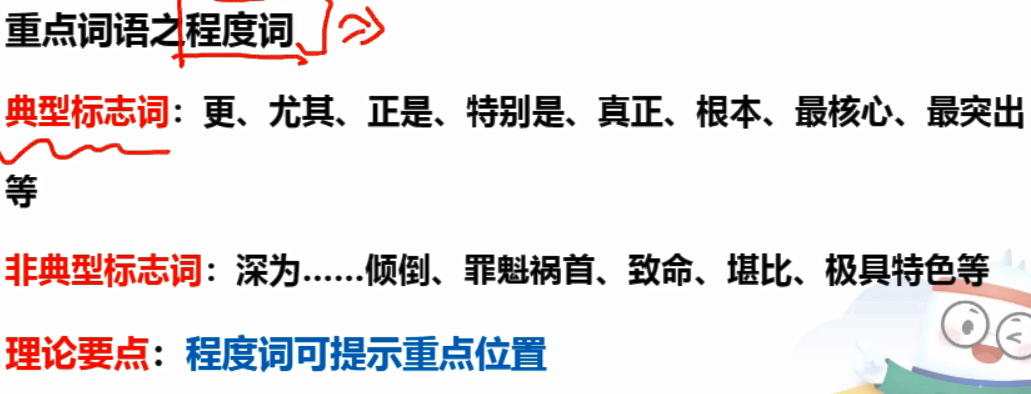 重点词语之程度词
典型标志词：更、尤其、正是、特别是、真正、根本、最核心、最突出
等
非典型标志词：深为......倾倒、罪魁祸首、致命、堪比、极具特色等
理论要点：程度词可提示重点位置